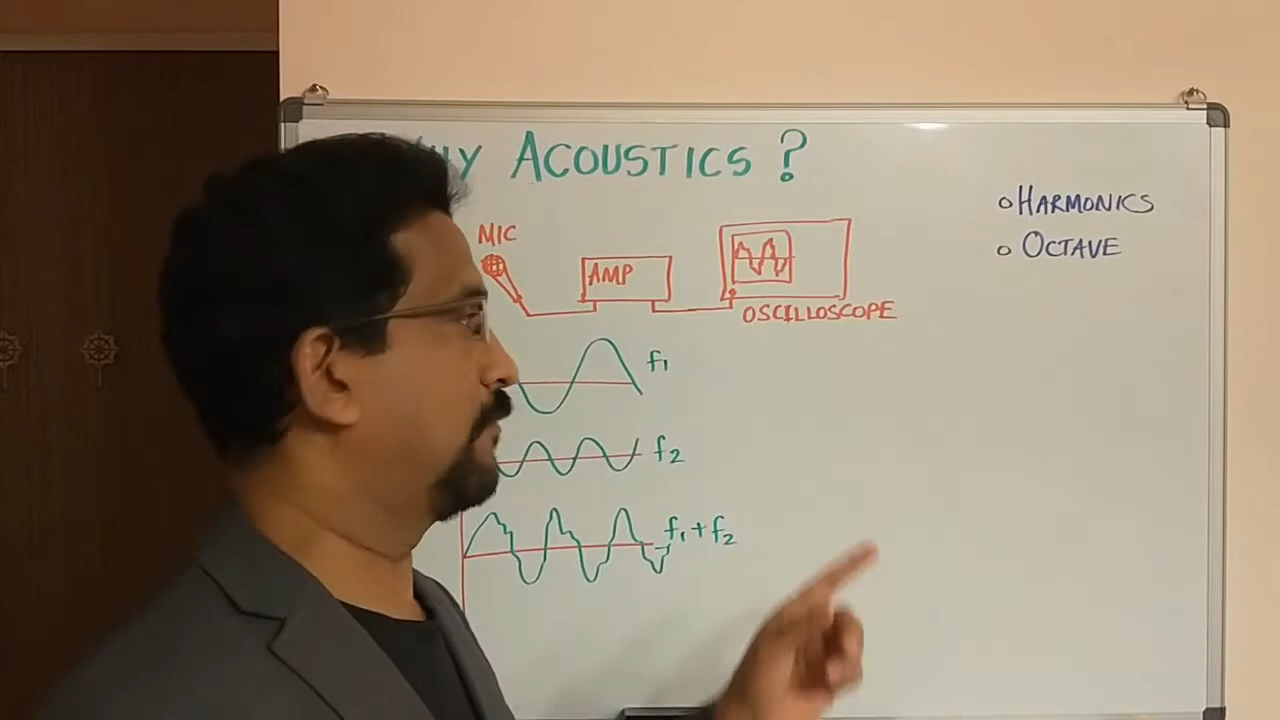 ACOUSTICS ?
MIC
AMP
OSCILLOSCOPE
f₁
f₂
f₁+f₂
HARMONICS
OCTAVE